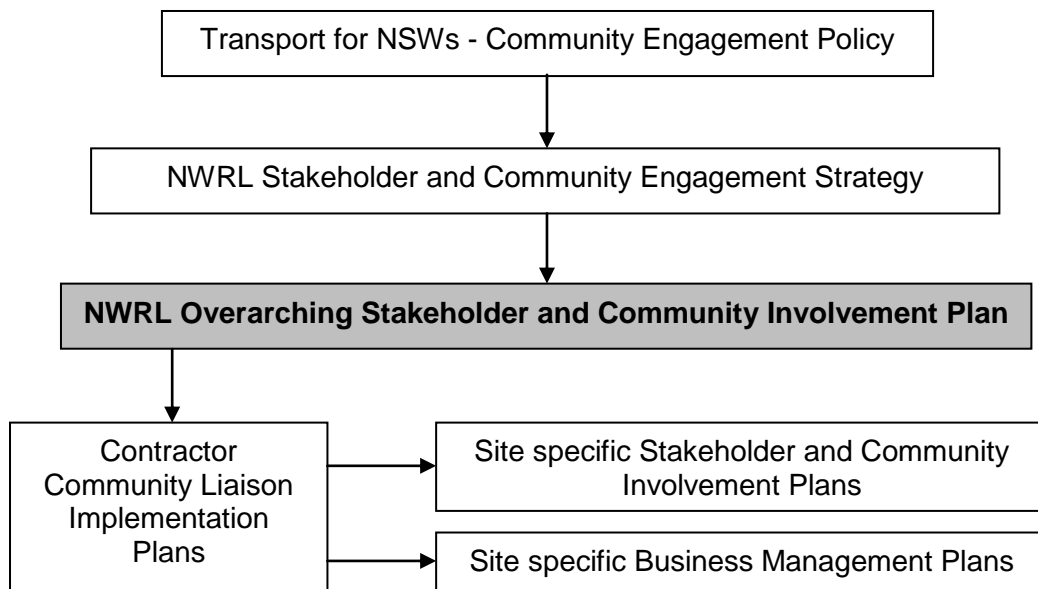 Transport for NSWs - Community Engagement Policy
NWRL Stakeholder and Community Engagement Strategy
NWRL Overarching Stakeholder and Community Involvement Plan
Contractor
Community Liaison
Implementation
Plans
Site specific Stakeholder and Community
Involvement Plans
Site specific Business Management Plans